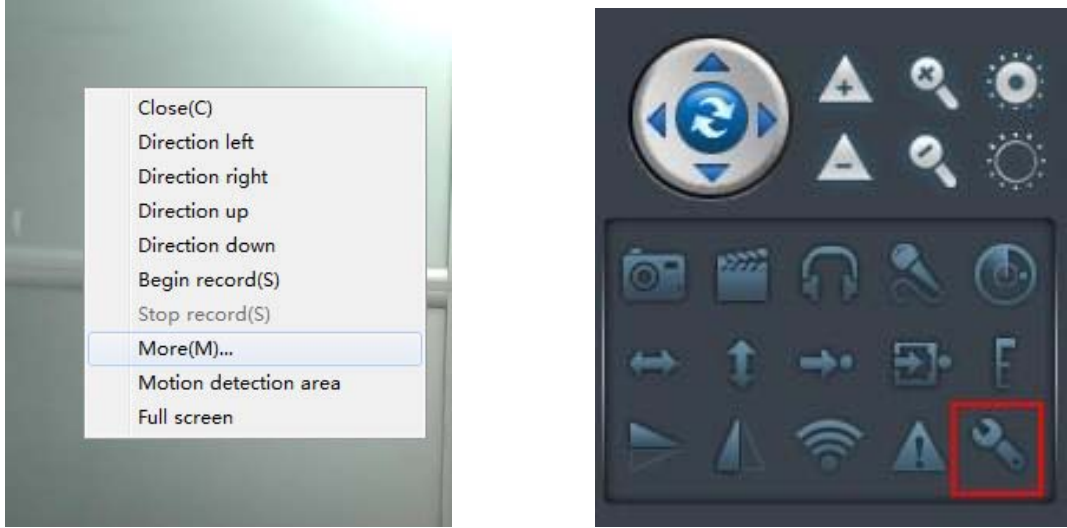 Close(C)
Direction left
Direction right
Direction up
Direction down
Begin record(S)
Stop record(S)
More(M)...
Motion detection area
Full screen